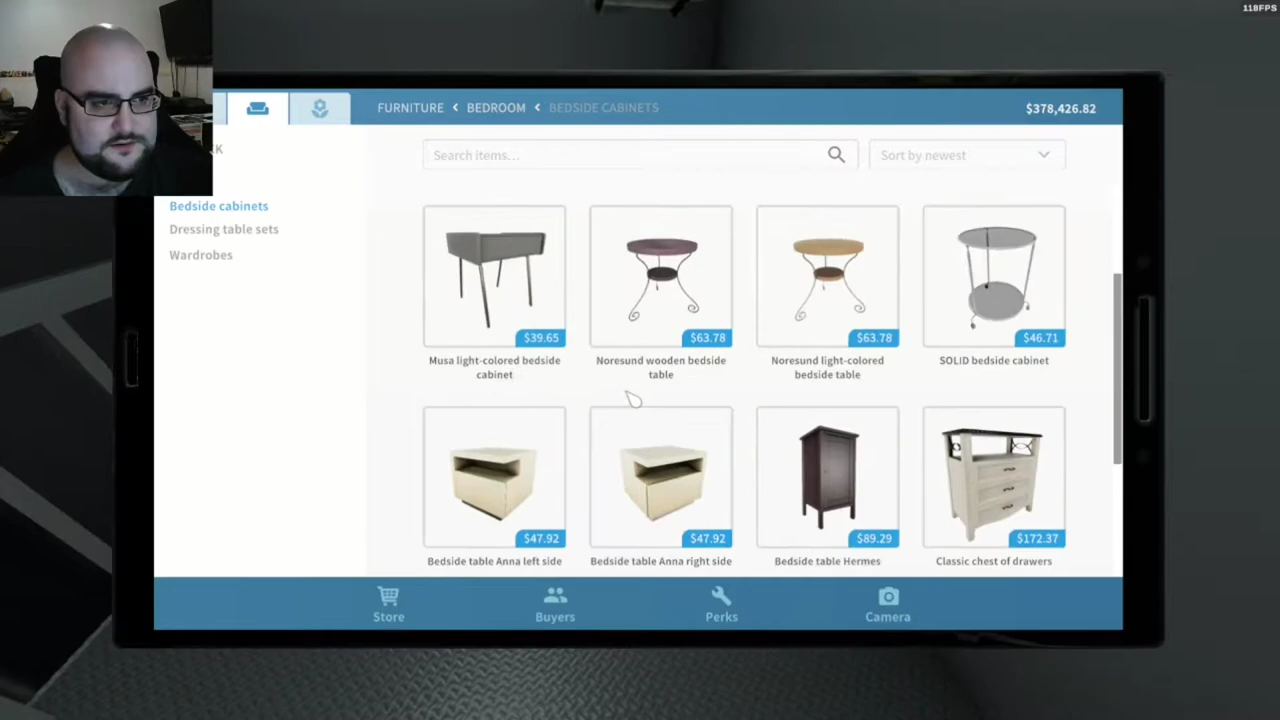 118FPS
FURNITURE < BEDROOM < BEDSIDE CABINETS
$378,426.82
K
Search items...
Sort by newest
Bedside cabinets
Dressing table sets
Wardrobes
$39.65
$63.78
$63.78
$46.71
Musa light-colored bedside
cabinet
Noresund wooden bedside
table
Noresund light-colored
bedside table
SOLID bedside cabinet
$47.92
$47.92
$89.29
$172.37
Bedside table Anna left side
Bedside table Anna right side
Bedside table Hermes
Classic chest of drawers
Store
Buyers
Perks
Camera